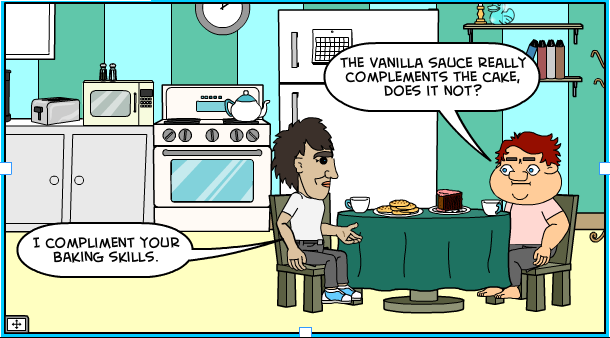 THE VANILLA SAUCE REALLY
COMPLEMENTS THE CAKE,
DOES IT NOT?
I COMPLIMENT YOUR
BAKING SKILLS.